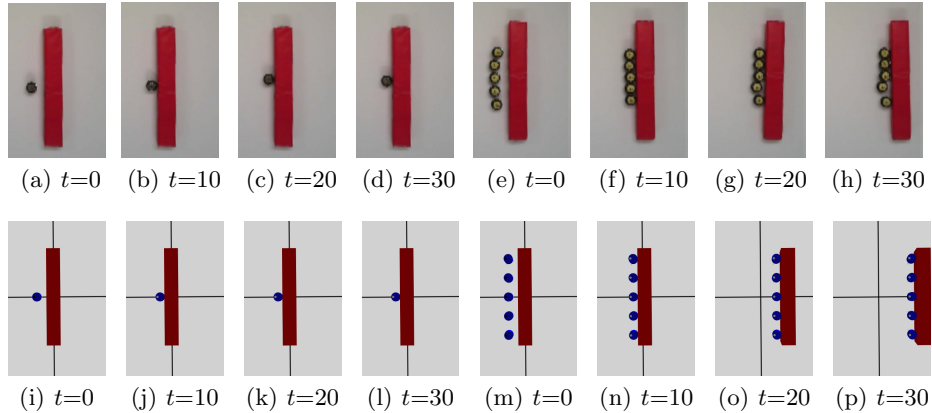 (a) t=0 (b) t=10 (c) t=20 (d) t=30 (e) t=0 (f) t=10 (g) t=20 (h) t=30
(i) t=0 (j) t=10 (k) t=20 (l) t=30 (m) t=0 (n) t=10 (o) t=20 (p) t=30